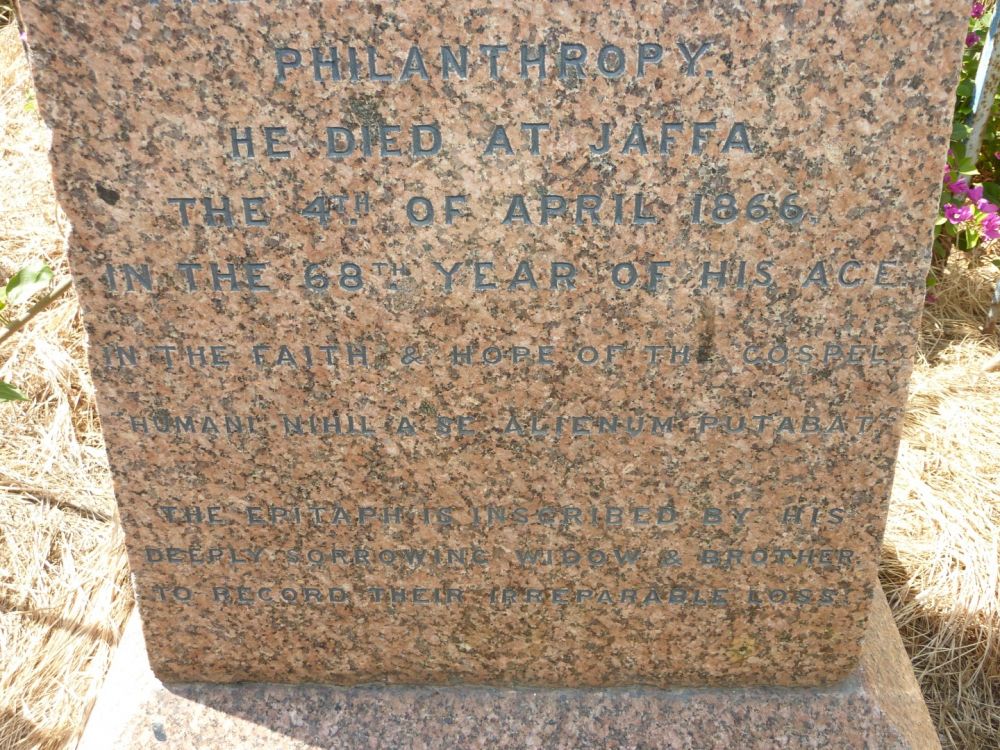 PHILANTHROPY.
HE DIED AT JAFFA
THE 4TH OF APRIL 1866.
IN THE 68TH YEAR OF HIS AGE.
IN THE FAITH & HOPE OF THE GOSPEL.
"HUMANI NIHIL A SE ALIENUM PUTABAT."
THE EPITAPH IS INSCRIBED BY HIS
DEEPLY SORROWING WIDOW & BROTHER,
TO RECORD THEIR IRREPARABLE LOSS.